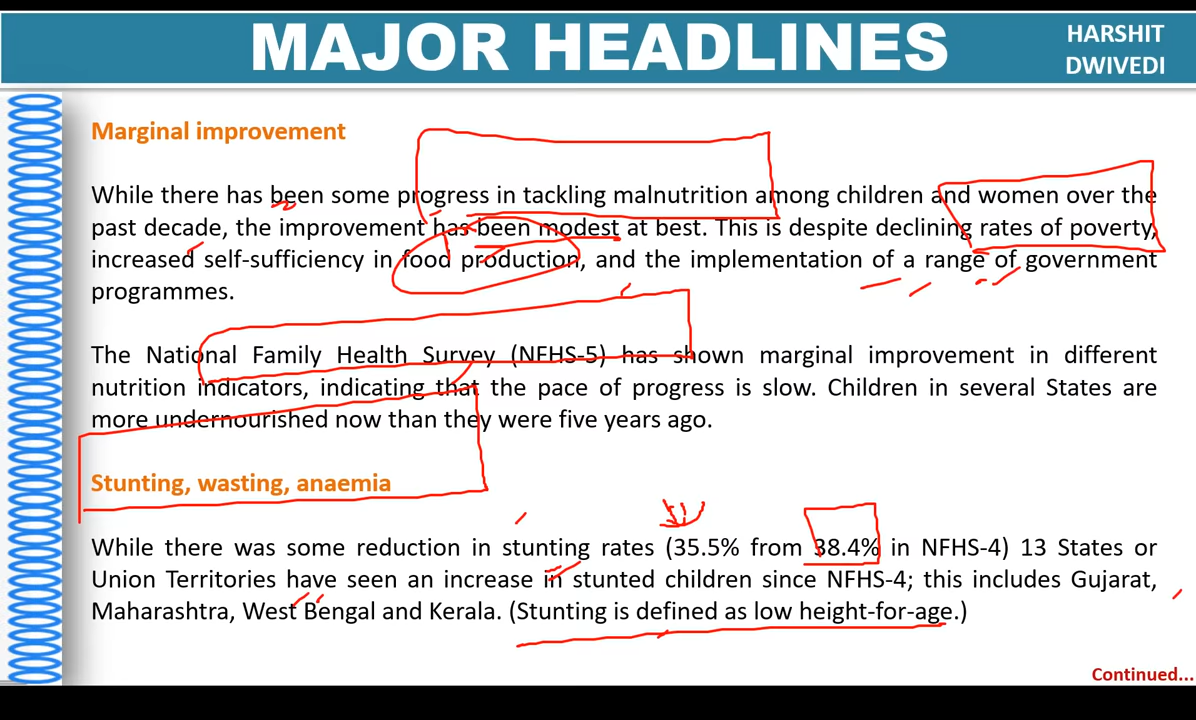 MAJOR HEADLINES
HARSHIT
DWIVEDI
Marginal improvement
While there has been some progress in tackling malnutrition among children and women over the
past decade, the improvement has been modest at best. This is despite declining rates of poverty,
increased self-sufficiency in food production, and the implementation of a range of government
programmes.
The National Family Health Survey (NFHS-5) has shown marginal improvement in different
nutrition indicators, indicating that the pace of progress is slow. Children in several States are
more undernourished now than they were five years ago.
Stunting, wasting, anaemia
While there was some reduction in stunting rates (35.5% from 38.4% in NFHS-4) 13 States or
Union Territories have seen an increase in stunted children since NFHS-4; this includes Gujarat,
Maharashtra, West Bengal and Kerala. (Stunting is defined as low height-for-age.)
Continued...